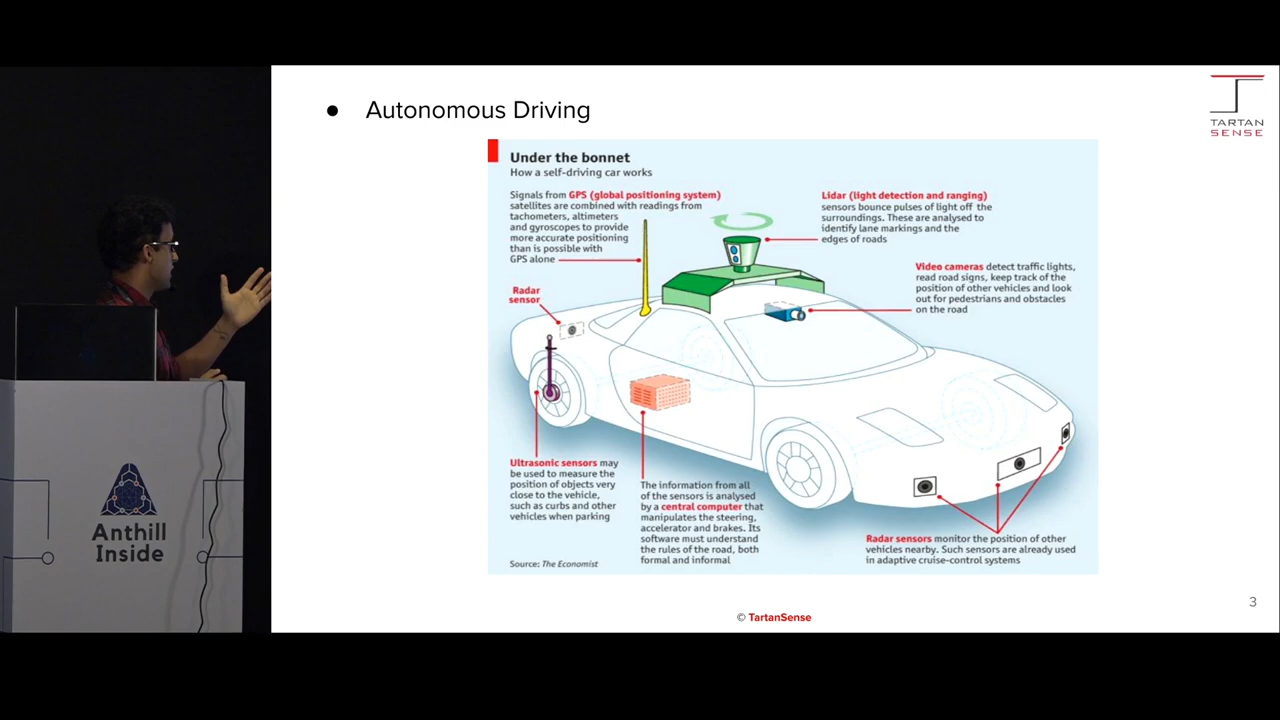 Autonomous Driving
TARTAN
SENSE
Under the bonnet
How a self-driving car works
Signals from GPS (global positioning system)
satellites are combined with readings from
tachometers, altimeters
and gyroscopes to provide
more accurate positioning
than is possible with
GPS alone
Lidar (light detection and ranging)
sensors bounce pulses of light off the
surroundings. These are analysed to
identify lane markings and the
edges of roads
Video cameras detect traffic lights,
read road signs, keep track of the
position of other vehicles and look
out for pedestrians and obstacles
on the road
Radar
sensor
Ultrasonic sensors may
be used to measure the
position of objects very
close to the vehicle,
such as curbs and other
vehicles when parking
The information from all
of the sensors is analysed
by a central computer that
manipulates the steering,
accelerator and brakes. Its
software must understand
the rules of the road, both
formal and informal
Radar sensors monitor the position of other
vehicles nearby. Such sensors are already used
in adaptive cruise-control systems
Source: The Economist
Anthill
Inside
3
© TartanSense